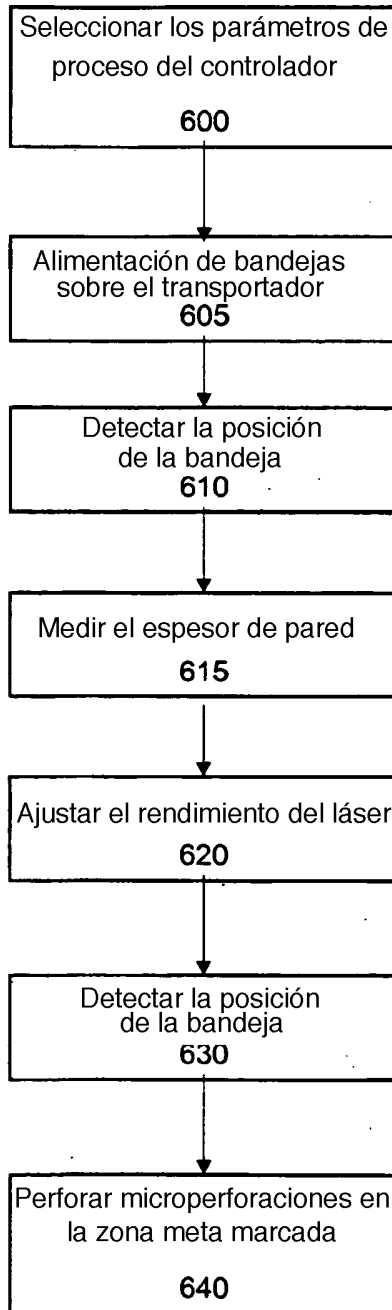 Seleccionar los parámetros de
proceso del controlador
600
Alimentación de bandejas
sobre el transportador
605
Detectar la posición
de la bandeja
610
Medir el espesor de pared
615
Ajustar el rendimiento del láser
620
Detectar la posición
de la bandeja
630
Perforar microperforaciones en
la zona meta marcada
640